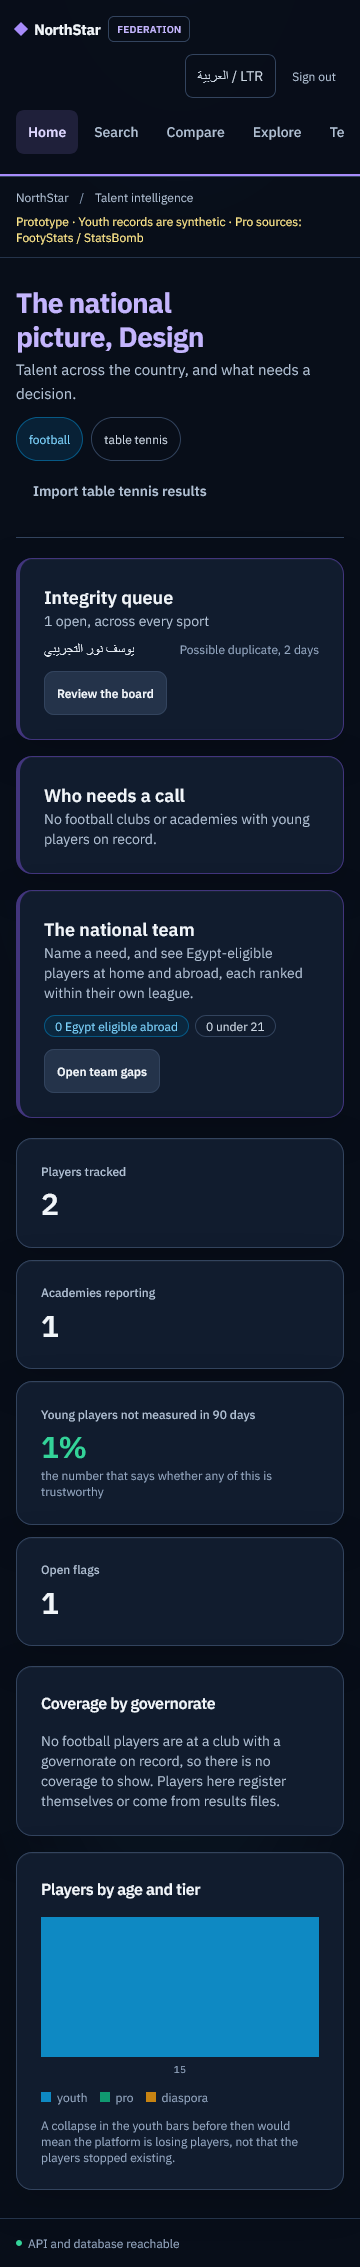 NorthStar FEDERATION
العربية / LTR Sign out
Home Search Compare Explore Te
NorthStar / Talent intelligence
Prototype · Youth records are synthetic · Pro sources:
FootyStats / StatsBomb
The national
picture, Design
Talent across the country, and what needs a
decision.
football table tennis
Import table tennis results
Integrity queue
1 open, across every sport
يوسف نور التجريبي Possible duplicate, 2 days
Review the board
Who needs a call
No football clubs or academies with young
players on record.
The national team
Name a need, and see Egypt-eligible
players at home and abroad, each ranked
within their own league.
0 Egypt eligible abroad 0 under 21
Open team gaps
Players tracked
2
Academies reporting
1
Young players not measured in 90 days
1%
the number that says whether any of this is
trustworthy
Open flags
1
Coverage by governorate
No football players are at a club with a
governorate on record, so there is no
coverage to show. Players here register
themselves or come from results files.
Players by age and tier
15
youth pro diaspora
A collapse in the youth bars before then would
mean the platform is losing players, not that the
players stopped existing.
API and database reachable